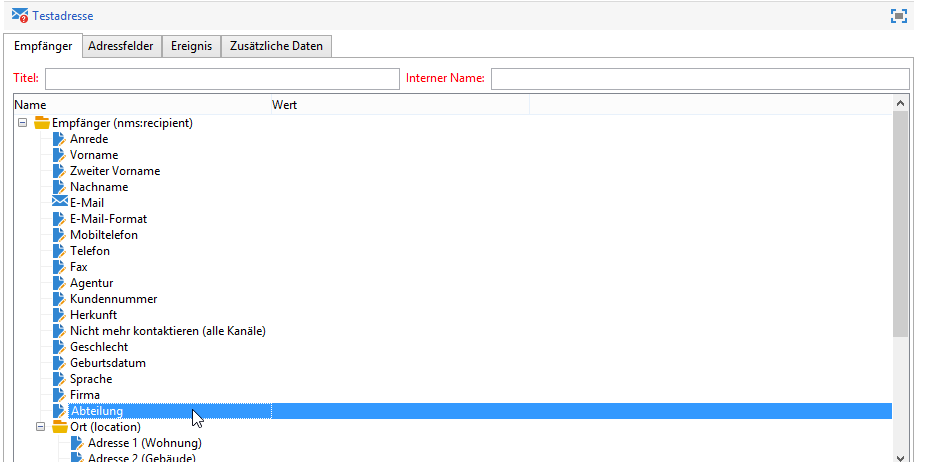 Testadresse
Empfänger Adressfelder Ereignis Zusätzliche Daten
Titel: Interner Name:
Name Wert
Empfänger (nms:recipient)
Anrede
Vorname
Zweiter Vorname
Nachname
E-Mail
E-Mail-Format
Mobiltelefon
Telefon
Fax
Agentur
Kundennummer
Herkunft
Nicht mehr kontaktieren (alle Kanäle)
Geschlecht
Geburtsdatum
Sprache
Firma
Abteilung
Ort (location)
Adresse 1 (Wohnung)
Adresse 2 (Gebäude)